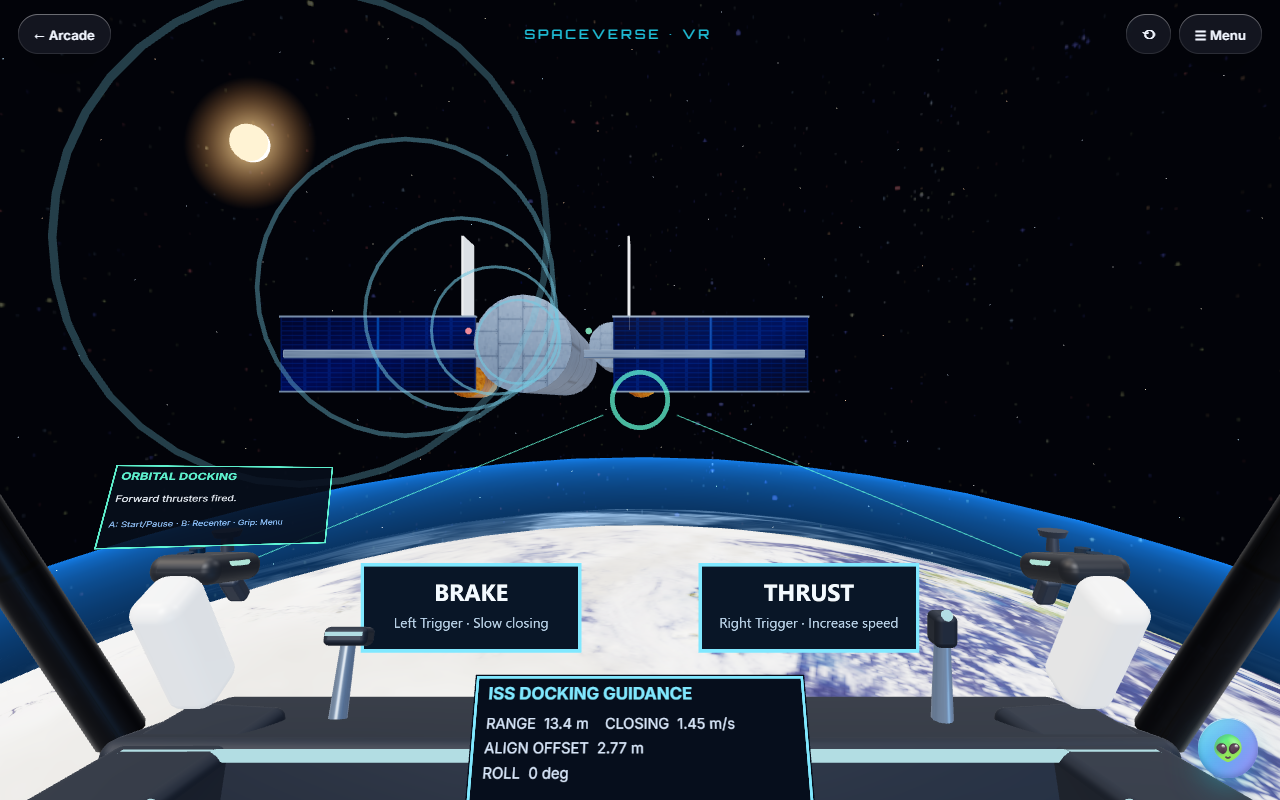 ← Arcade
SPACEVERSE · VR
☰ Menu
ORBITAL DOCKING
Forward thrusters fired.
A: Start/Pause · B: Recenter · Grip: Menu
BRAKE
Left Trigger · Slow closing
THRUST
Right Trigger · Increase speed
ISS DOCKING GUIDANCE
RANGE 13.4 m CLOSING 1.45 m/s
ALIGN OFFSET 2.77 m
ROLL 0 deg